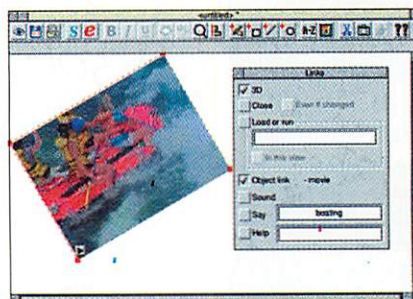 <untitled> *
S e B I U Q A-Z ??
Links
3D
Close Even if changed
Load or run
In this view
Object link - movie
Sound
Say boating
Help